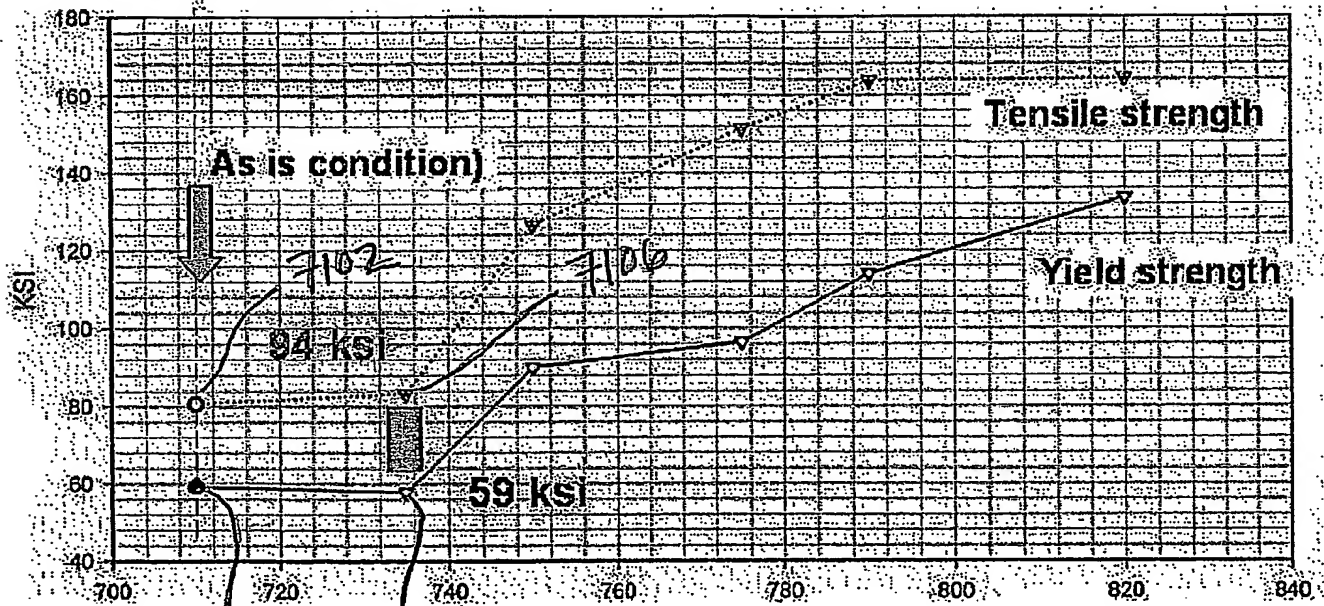 180
160
Tensile strength
As is condition)
140
120
7102
7106
KSI
Yield strength
100
94 ksi
80
60
59 ksi
40
700 720 740 760 780 800 820 840